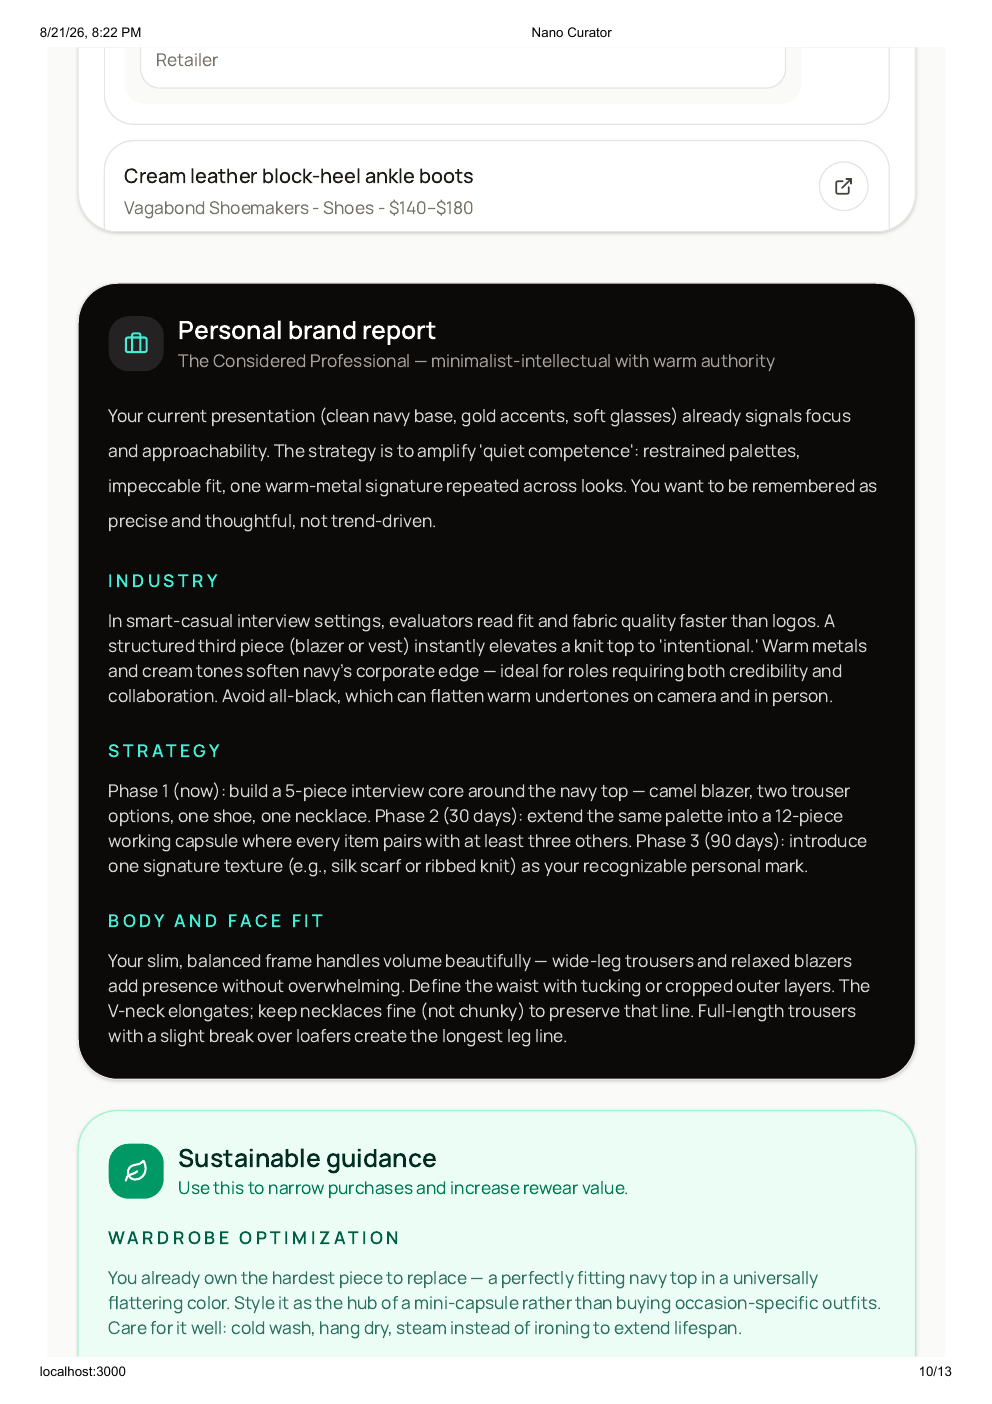 8/21/26, 8:22 PM
Nano Curator
Retailer
Cream leather block-heel ankle boots
Vagabond Shoemakers - Shoes - $140–$180
Personal brand report
The Considered Professional — minimalist-intellectual with warm authority
Your current presentation (clean navy base, gold accents, soft glasses) already signals focus
and approachability. The strategy is to amplify 'quiet competence': restrained palettes,
impeccable fit, one warm-metal signature repeated across looks. You want to be remembered as
precise and thoughtful, not trend-driven.
INDUSTRY
In smart-casual interview settings, evaluators read fit and fabric quality faster than logos. A
structured third piece (blazer or vest) instantly elevates a knit top to 'intentional.' Warm metals
and cream tones soften navy’s corporate edge — ideal for roles requiring both credibility and
collaboration. Avoid all-black, which can flatten warm undertones on camera and in person.
STRATEGY
Phase 1 (now): build a 5-piece interview core around the navy top — camel blazer, two trouser
options, one shoe, one necklace. Phase 2 (30 days): extend the same palette into a 12-piece
working capsule where every item pairs with at least three others. Phase 3 (90 days): introduce
one signature texture (e.g., silk scarf or ribbed knit) as your recognizable personal mark.
BODY AND FACE FIT
Your slim, balanced frame handles volume beautifully — wide-leg trousers and relaxed blazers
add presence without overwhelming. Define the waist with tucking or cropped outer layers. The
V-neck elongates; keep necklaces fine (not chunky) to preserve that line. Full-length trousers
with a slight break over loafers create the longest leg line.
Sustainable guidance
Use this to narrow purchases and increase rewear value.
WARDROBE OPTIMIZATION
You already own the hardest piece to replace — a perfectly fitting navy top in a universally
flattering color. Style it as the hub of a mini-capsule rather than buying occasion-specific outfits.
Care for it well: cold wash, hang dry, steam instead of ironing to extend lifespan.
localhost:3000
10/13